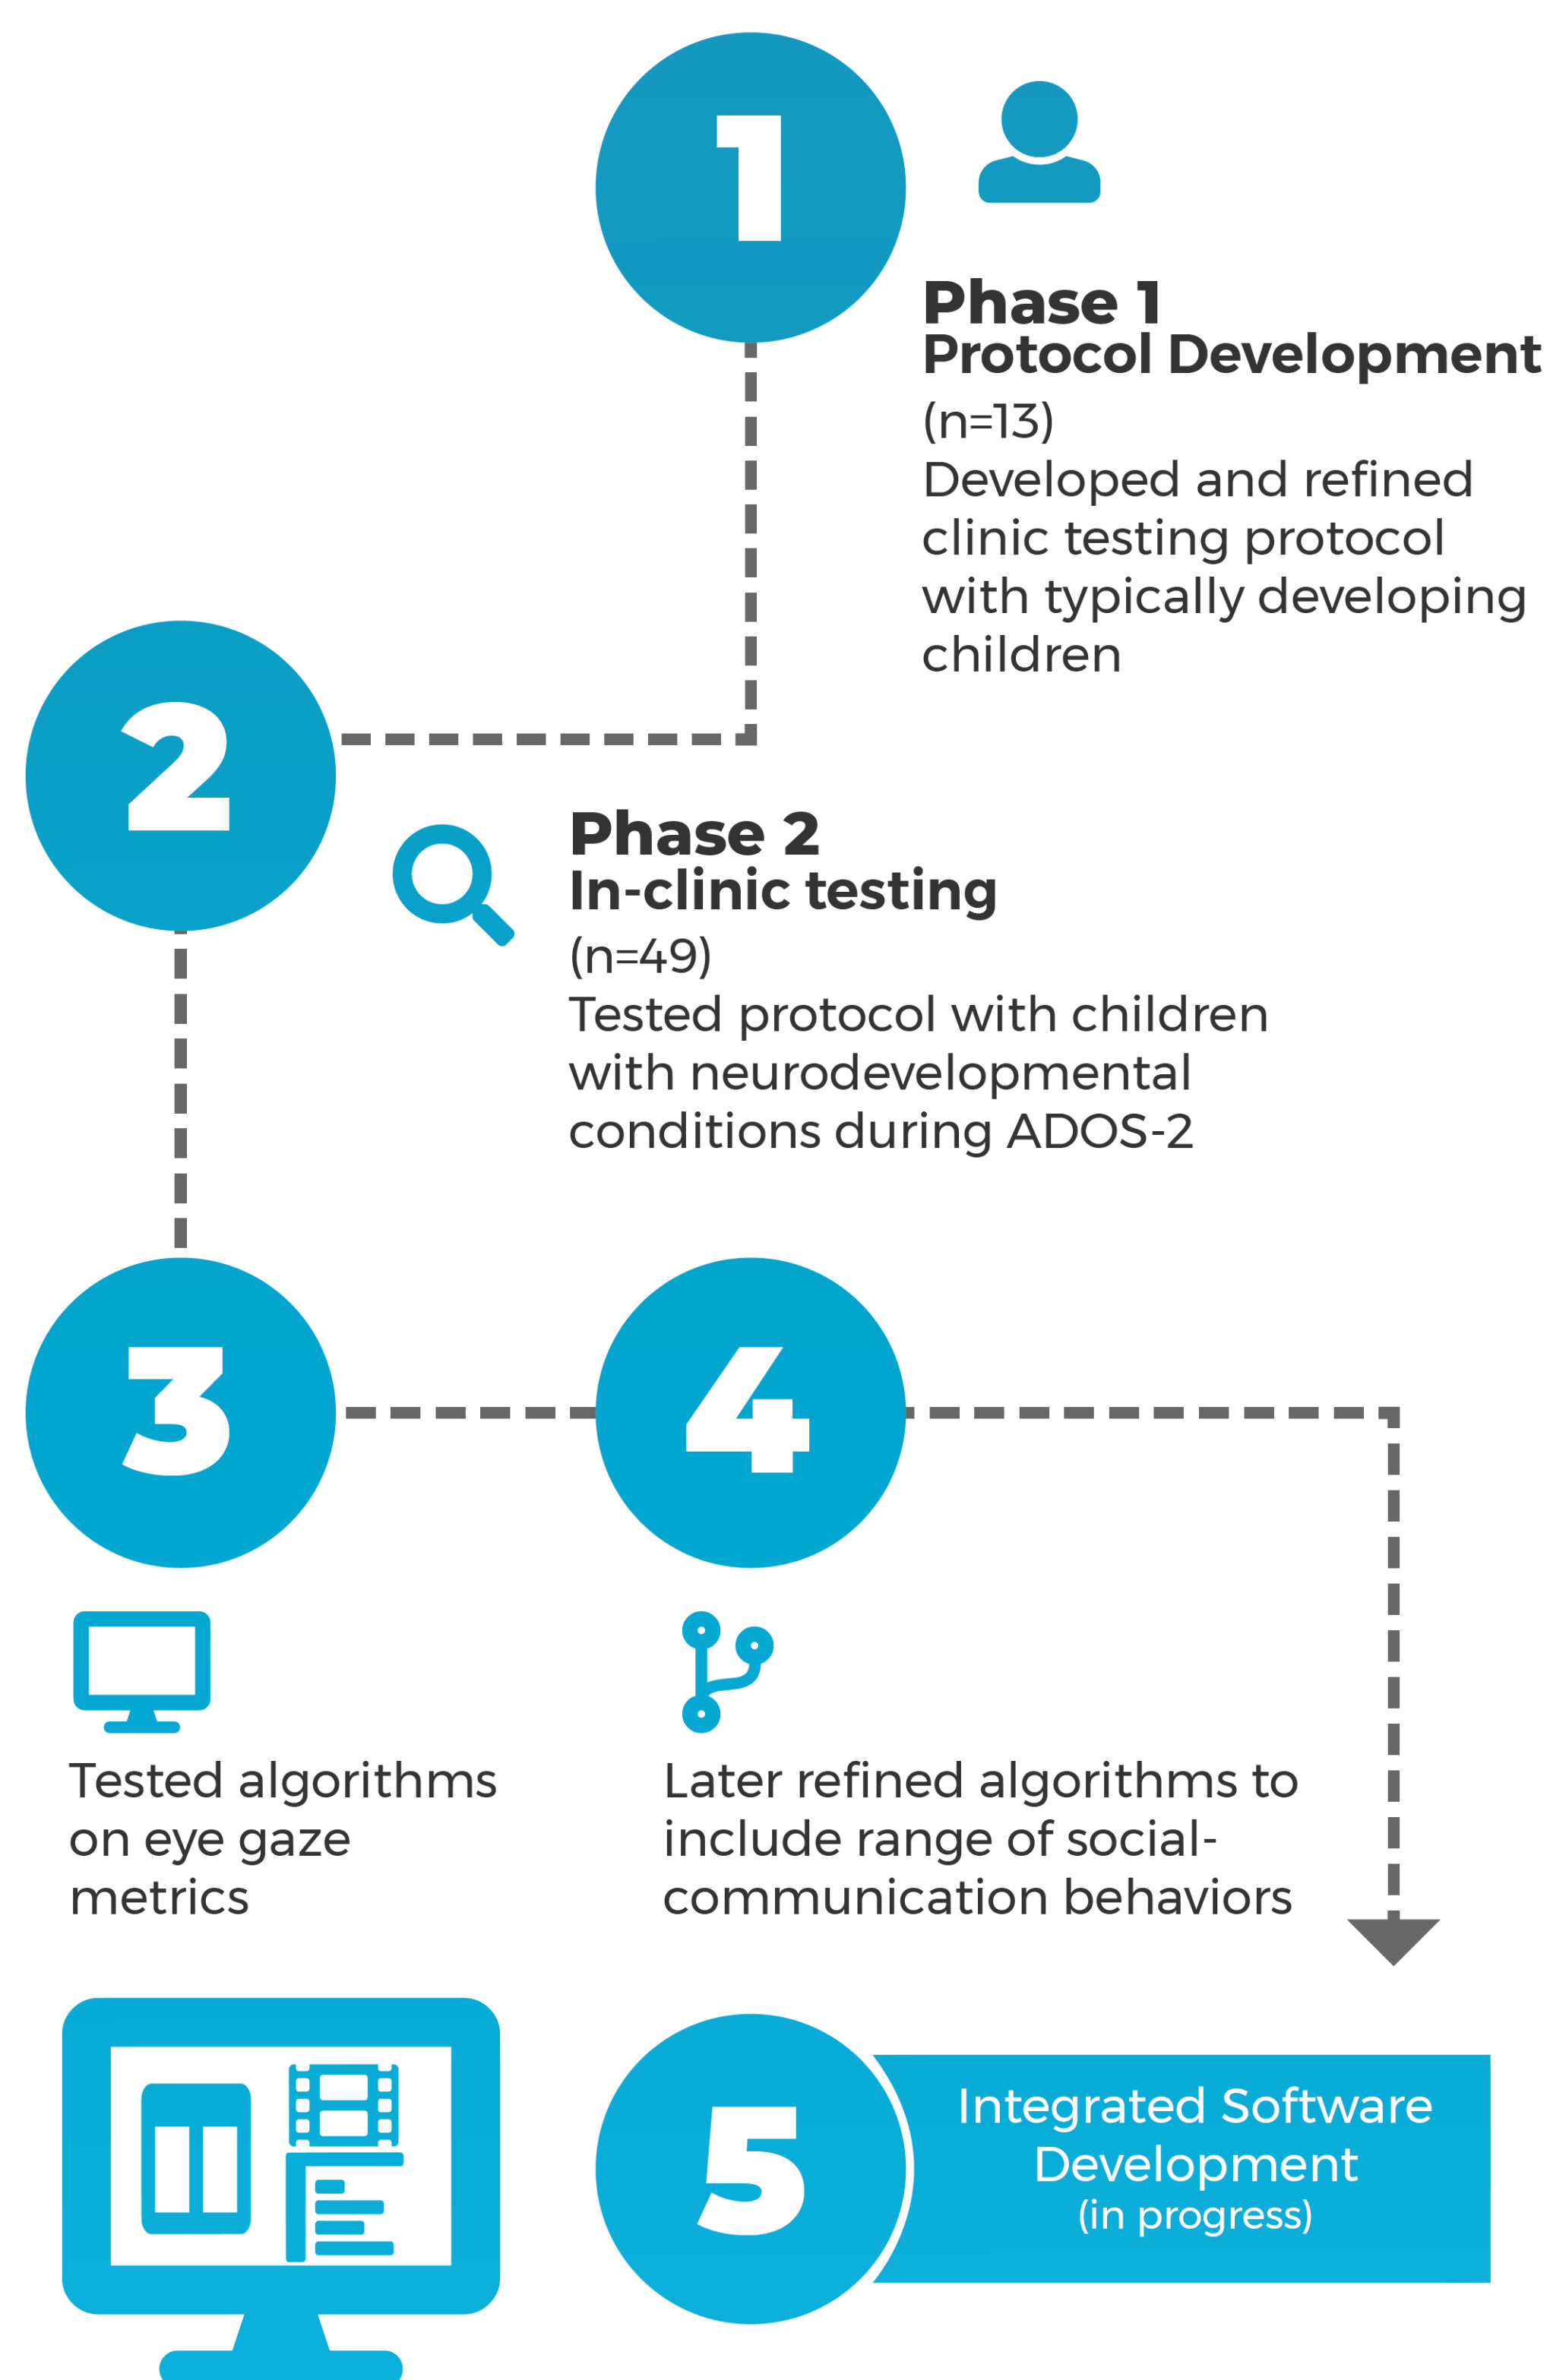 1
Phase 1
Protocol Development
(n=13)
Developed and refined
clinic testing protocol
with typically developing
children
2
Phase 2
In-clinic testing
(n=49)
Tested protocol with children
with neurodevelopmental
conditions during ADOS-2
3
Tested algorithms
on eye gaze
metrics
4
Later refined algorithms to
include range of social-
communication behaviors
5
Integrated Software
Development
(in progress)